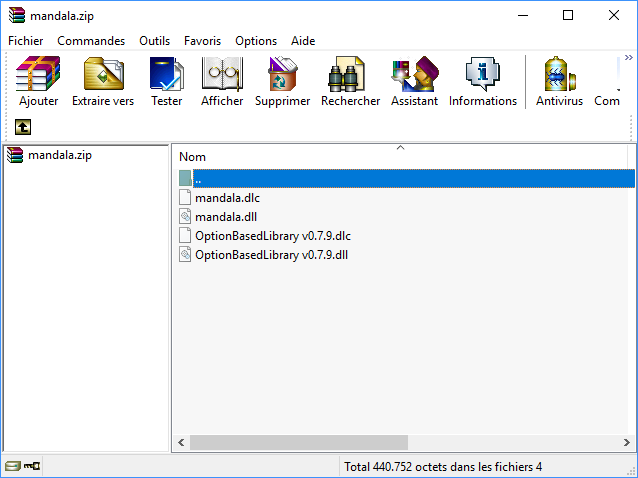 mandala.zip
Fichier Commandes Outils Favoris Options Aide
»
Ajouter Extraire vers Tester Afficher Supprimer Rechercher Assistant Informations Antivirus Com
mandala.zip
Nom
..
mandala.dlc
mandala.dll
OptionBasedLibrary v0.7.9.dlc
OptionBasedLibrary v0.7.9.dll
Total 440.752 octets dans les fichiers 4